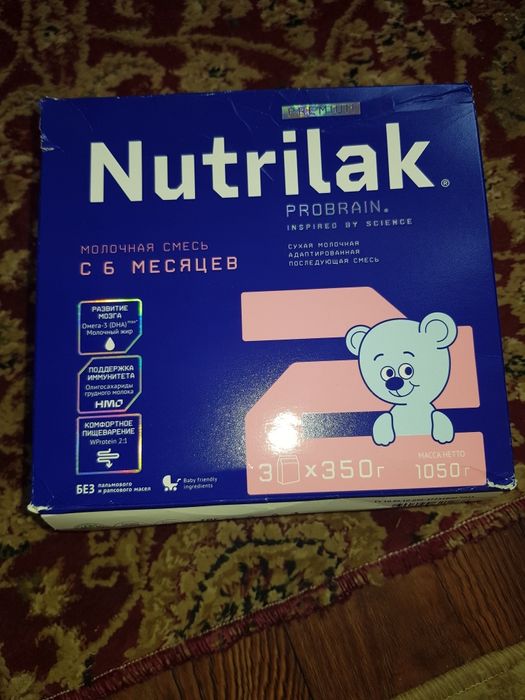 PREMIUM
Nutrilak®
PROBRAIN®
INSPIRED BY SCIENCE
МОЛОЧНАЯ СМЕСЬ
С 6 МЕСЯЦЕВ
СУХАЯ МОЛОЧНАЯ
АДАПТИРОВАННАЯ
ПОСЛЕДУЮЩАЯ СМЕСЬ
РАЗВИТИЕ
МОЗГА
Омега-3 (DHA)
Молочный жир
ПОДДЕРЖКА
ИММУНИТЕТА
Олигосахариды
грудного молока
HMO
КОМФОРТНОЕ
ПИЩЕВАРЕНИЕ
WProtein 2:1
БЕЗ пальмового
и рапсового масел
Baby friendly
ingredients
3 х 350 г
МАССА НЕТТО
1050 г